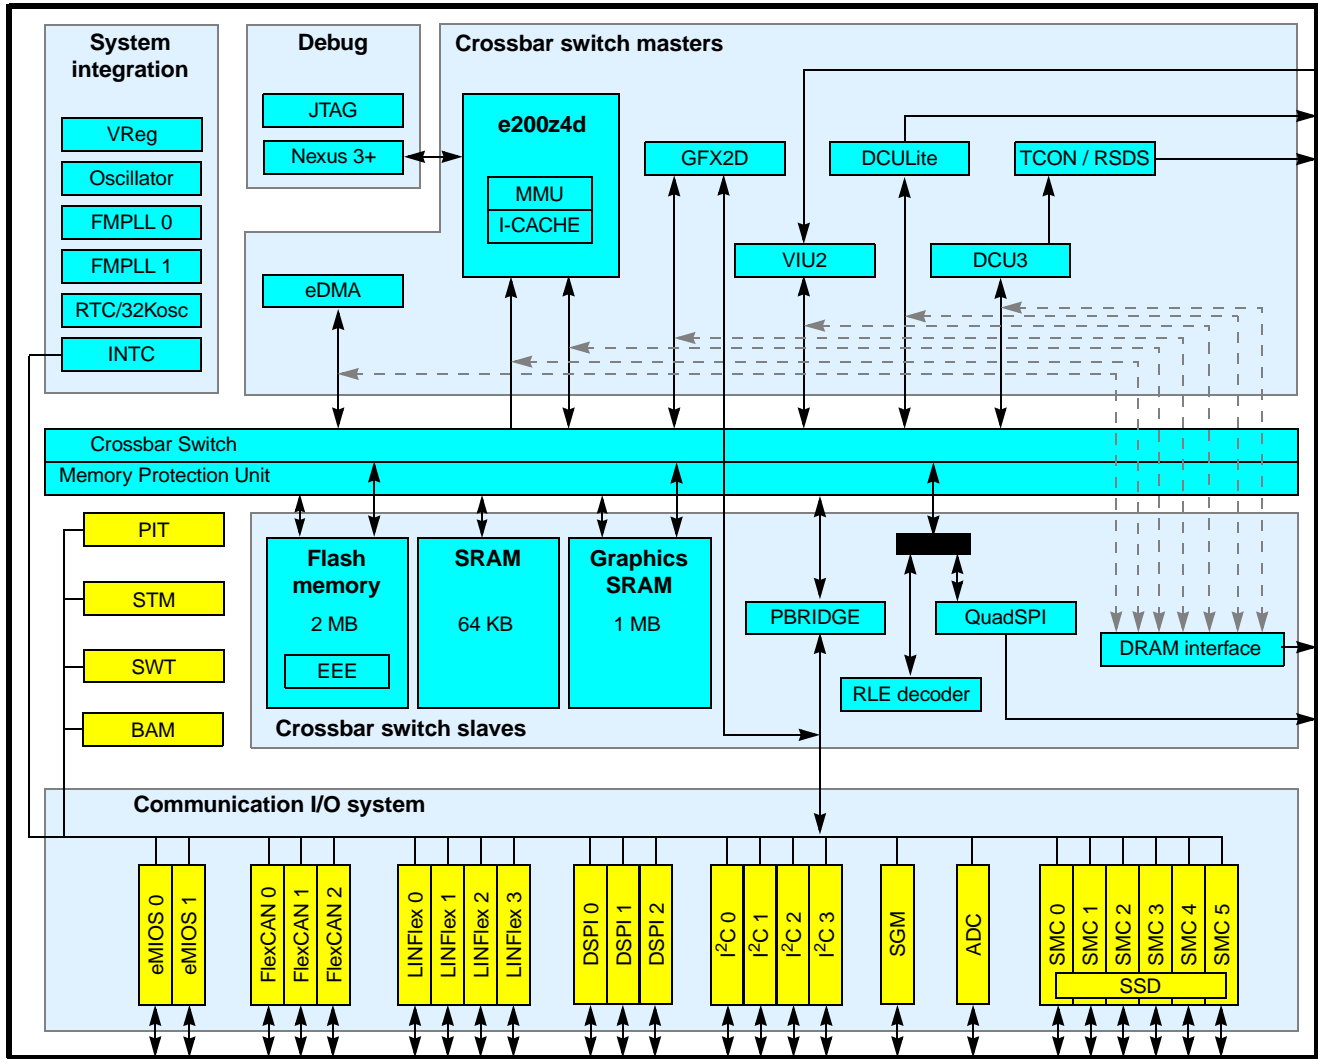 System
integration
VReg
Oscillator
FMPLL 0
FMPLL 1
RTC/32Kosc
INTC
Debug
JTAG
Nexus 3+
Crossbar switch masters
e200z4d
MMU
I-CACHE
GFX2D
DCULite
TCON / RSDS
VIU2
DCU3
eDMA
Crossbar Switch
Memory Protection Unit
PIT
STM
SWT
BAM
Flash
memory
2 MB
EEE
SRAM
64 KB
Graphics
SRAM
1 MB
PBRIDGE
QuadSPI
RLE decoder
DRAM interface
Crossbar switch slaves
Communication I/O system
eMIOS 0
eMIOS 1
FlexCAN 0
FlexCAN 1
FlexCAN 2
LINFlex 0
LINFlex 1
LINFlex 2
LINFlex 3
DSPI 0
DSPI 1
DSPI 2
I²C 0
I²C 1
I²C 2
I²C 3
SGM
ADC
SMC 0
SMC 1
SMC 2
SMC 3
SMC 4
SMC 5
SSD